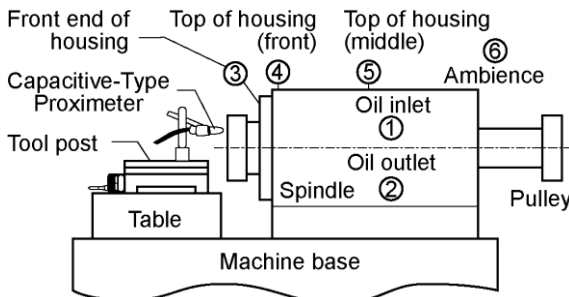 Front end of
housing
Top of housing
(front)
Top of housing
(middle)
⑥
Ambience
③
④
⑤
Capacitive-Type
Proximeter
Oil inlet
①
Tool post
Oil outlet
②
Spindle
Pulley
Table
Machine base